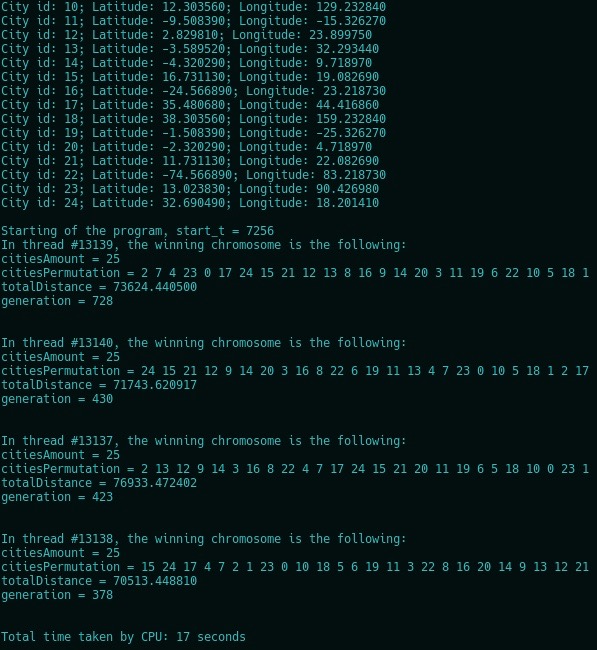 City id: 10; Latitude: 12.303560; Longitude: 129.232840
City id: 11; Latitude: -9.508390; Longitude: -15.326270
City id: 12; Latitude: 2.829810; Longitude: 23.899750
City id: 13; Latitude: -3.589520; Longitude: 32.293440
City id: 14; Latitude: -4.320290; Longitude: 9.718970
City id: 15; Latitude: 16.731130; Longitude: 19.082690
City id: 16; Latitude: -24.566890; Longitude: 23.218730
City id: 17; Latitude: 35.480680; Longitude: 44.416860
City id: 18; Latitude: 38.303560; Longitude: 159.232840
City id: 19; Latitude: -1.508390; Longitude: -25.326270
City id: 20; Latitude: -2.320290; Longitude: 4.718970
City id: 21; Latitude: 11.731130; Longitude: 22.082690
City id: 22; Latitude: -74.566890; Longitude: 83.218730
City id: 23; Latitude: 13.023830; Longitude: 90.426980
City id: 24; Latitude: 32.690490; Longitude: 18.201410
Starting of the program, start_t = 7256
In thread #13139, the winning chromosome is the following:
citiesAmount = 25
citiesPermutation = 2 7 4 23 0 17 24 15 21 12 13 8 16 9 14 20 3 11 19 6 22 10 5 18 1
totalDistance = 73624.440500
generation = 728
In thread #13140, the winning chromosome is the following:
citiesAmount = 25
citiesPermutation = 24 15 21 12 9 14 20 3 16 8 22 6 19 11 13 4 7 23 0 10 5 18 1 2 17
totalDistance = 71743.620917
generation = 430
In thread #13137, the winning chromosome is the following:
citiesAmount = 25
citiesPermutation = 2 13 12 9 14 3 16 8 22 4 7 17 24 15 21 20 11 19 6 5 18 10 0 23 1
totalDistance = 76933.472402
generation = 423
In thread #13138, the winning chromosome is the following:
citiesAmount = 25
citiesPermutation = 15 24 17 4 7 2 1 23 0 10 18 5 6 19 11 3 22 8 16 20 14 9 13 12 21
totalDistance = 70513.448810
generation = 378
Total time taken by CPU: 17 seconds